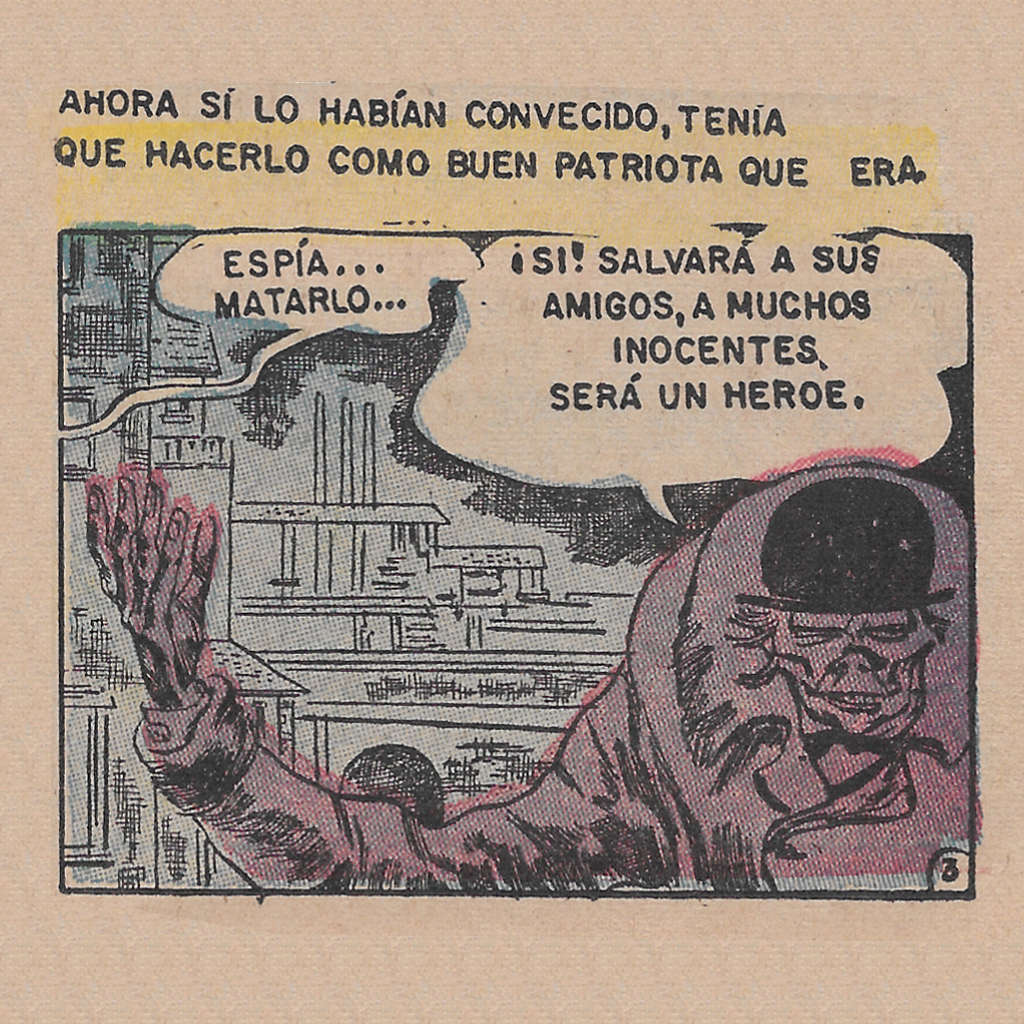 AHORA SÍ LO HABÍAN CONVECIDO, TENÍA
QUE HACERLO COMO BUEN PATRIOTA QUE ERA.
ESPÍA...
MATARLO...
¡SI! SALVARÁ A SUS
AMIGOS, A MUCHOS
INOCENTES,
SERÁ UN HEROE.
3